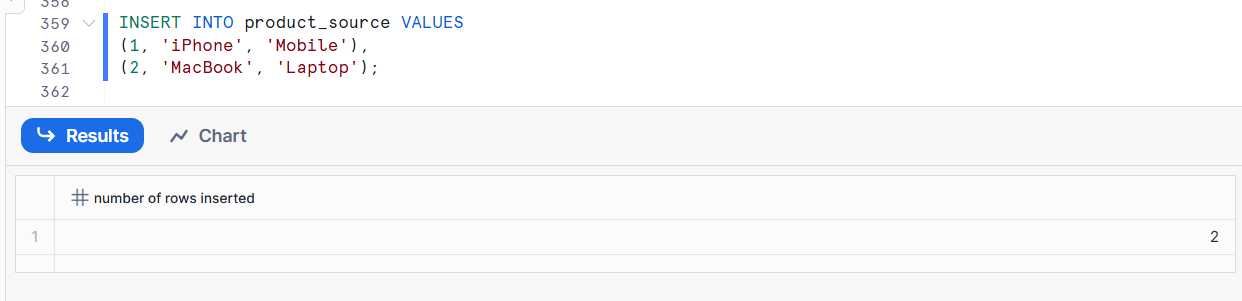 358
359 INSERT INTO product_source VALUES
360 (1, 'iPhone', 'Mobile'),
361 (2, 'MacBook', 'Laptop');
362
Results Chart
number of rows inserted
1 2